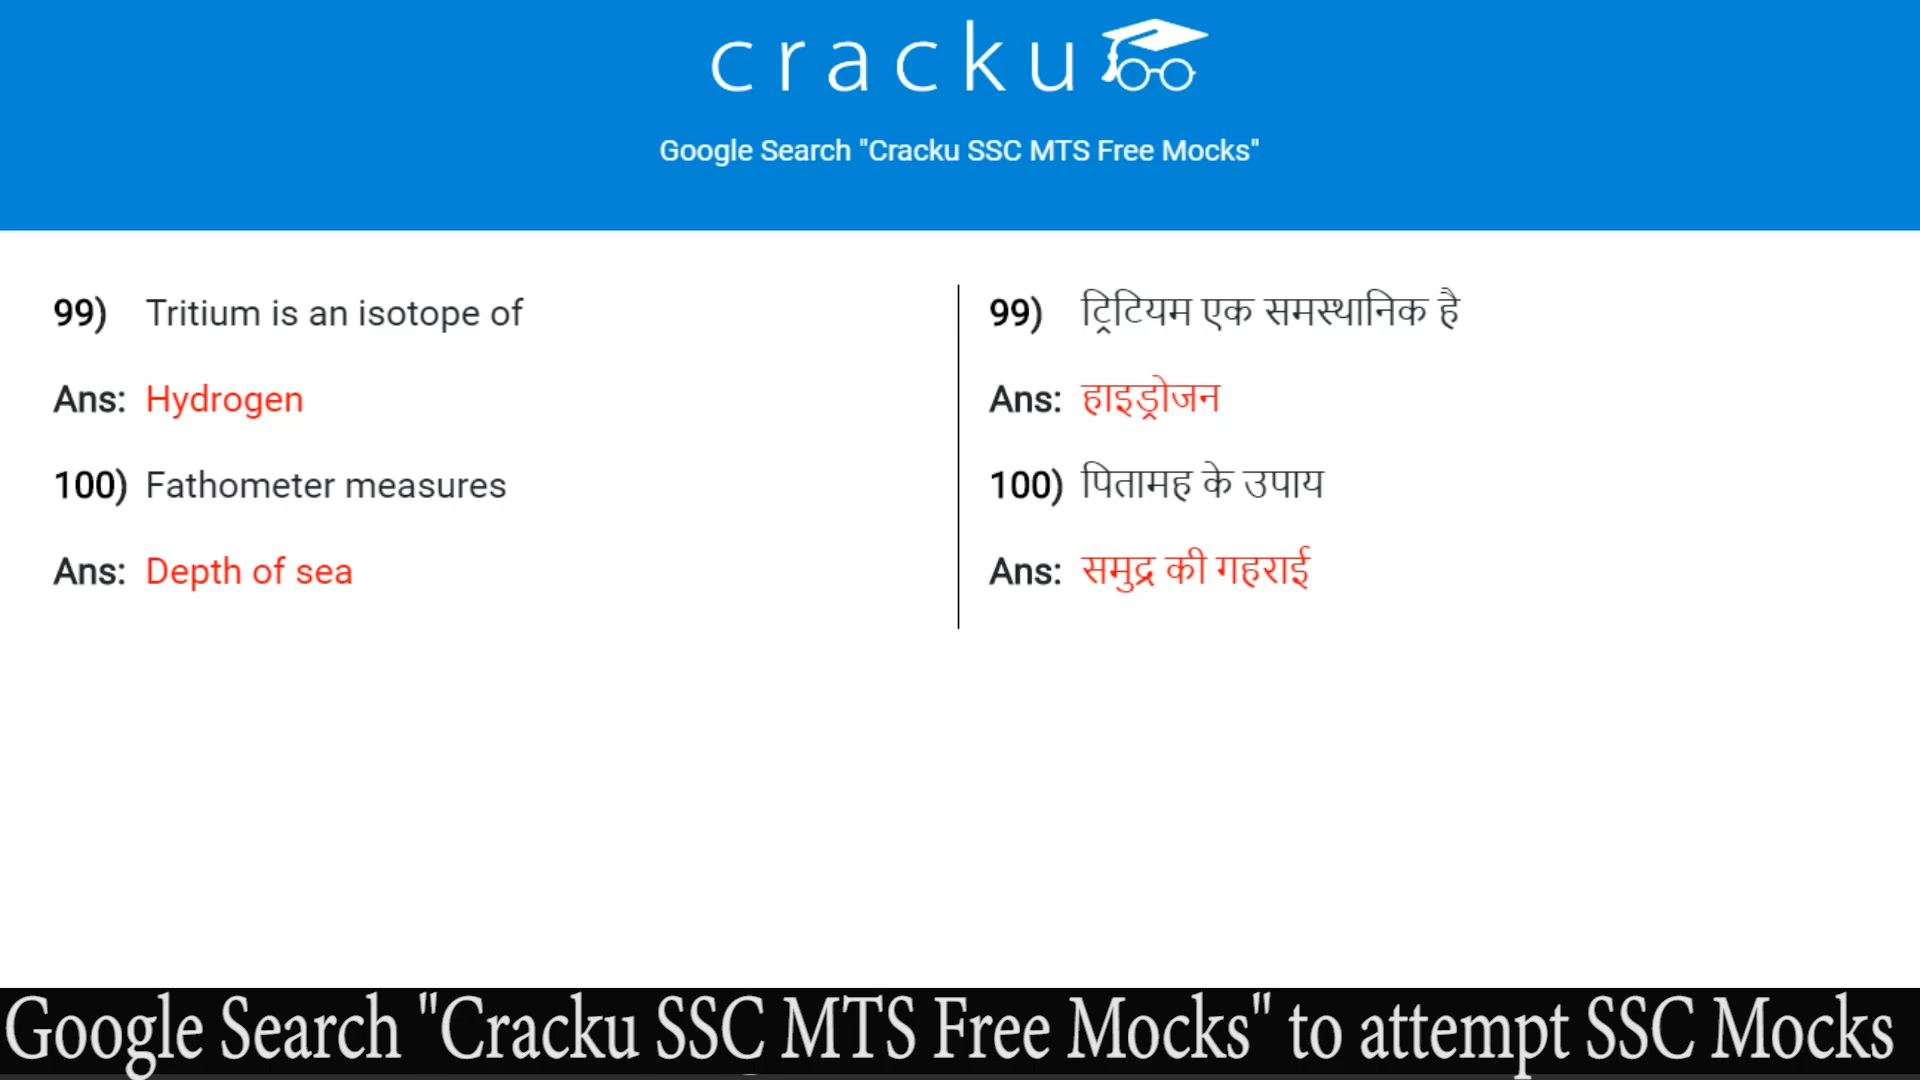 cracku
Google Search "Cracku SSC MTS Free Mocks"
99) Tritium is an isotope of
Ans: Hydrogen
100) Fathometer measures
Ans: Depth of sea
99) ट्रिटियम एक समस्थानिक है
Ans: हाइड्रोजन
100) पितामह के उपाय
Ans: समुद्र की गहराई
Google Search "Cracku SSC MTS Free Mocks" to attempt SSC Mocks